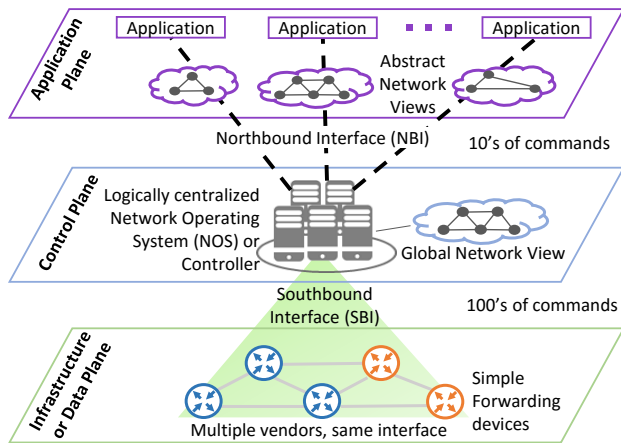 Application
Plane
Application
Application
Application
Abstract
Network
Views
Northbound Interface (NBI)
10's of commands
Control Plane
Logically centralized
Network Operating
System (NOS) or
Controller
Global Network View
Southbound
Interface (SBI)
100's of commands
Infrastructure
or Data Plane
Simple
Forwarding
devices
Multiple vendors, same interface